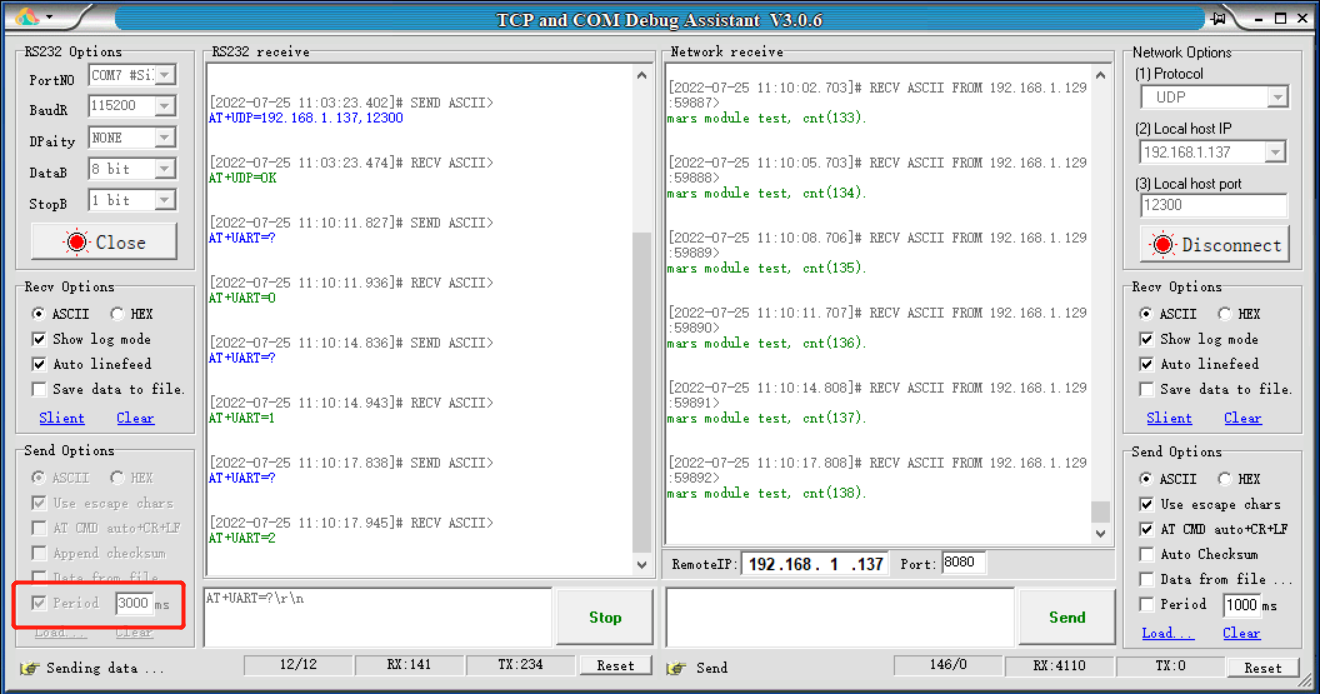 TCP and COM Debug Assistant V3.0.6
RS232 Options
PortNO COM7 #Sil
BaudR 115200
DPaity NONE
DataB 8 bit
StopB 1 bit
Close
Recv Options
ASCII HEX
Show log mode
Auto linefeed
Save data to file.
Slient Clear
Send Options
ASCII HEX
Use escape chars
AT CMD auto+CR+LF
Append checksum
Data from file
Period 3000 ms
Load... Clear
Sending data ...
RS232 receive
[2022-07-25 11:03:23.402]# SEND ASCII>
AT+UDP=192.168.1.137,12300
[2022-07-25 11:03:23.474]# RECV ASCII>
AT+UDP=OK
[2022-07-25 11:10:11.827]# SEND ASCII>
AT+UART=?
[2022-07-25 11:10:11.936]# RECV ASCII>
AT+UART=0
[2022-07-25 11:10:14.836]# SEND ASCII>
AT+UART=?
[2022-07-25 11:10:14.943]# RECV ASCII>
AT+UART=1
[2022-07-25 11:10:17.838]# SEND ASCII>
AT+UART=?
[2022-07-25 11:10:17.945]# RECV ASCII>
AT+UART=2
AT+UART=?\r\n
Stop
12/12 RX:141 TX:234 Reset
Network receive
[2022-07-25 11:10:02.703]# RECV ASCII FROM 192.168.1.129
:59887>
mars module test, cnt(133).
[2022-07-25 11:10:05.703]# RECV ASCII FROM 192.168.1.129
:59888>
mars module test, cnt(134).
[2022-07-25 11:10:08.706]# RECV ASCII FROM 192.168.1.129
:59889>
mars module test, cnt(135).
[2022-07-25 11:10:11.707]# RECV ASCII FROM 192.168.1.129
:59890>
mars module test, cnt(136).
[2022-07-25 11:10:14.808]# RECV ASCII FROM 192.168.1.129
:59891>
mars module test, cnt(137).
[2022-07-25 11:10:17.808]# RECV ASCII FROM 192.168.1.129
:59892>
mars module test, cnt(138).
RemoteIP: 192.168. 1 .137 Port: 8080
Send
Send 146/0 RX:4110 TX:0 Reset
Network Options
(1) Protocol
UDP
(2) Local host IP
192.168.1.137
(3) Local host port
12300
Disconnect
Recv Options
ASCII HEX
Show log mode
Auto linefeed
Save data to file.
Slient Clear
Send Options
ASCII HEX
Use escape chars
AT CMD auto+CR+LF
Auto Checksum
Data from file ...
Period 1000 ms
Load... Clear